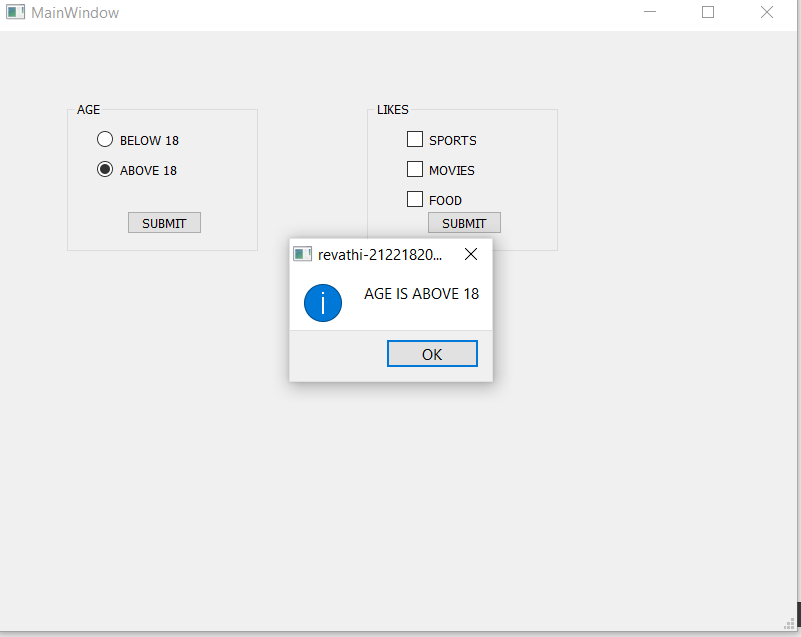 MainWindow
AGE
BELOW 18
ABOVE 18
SUBMIT
LIKES
SPORTS
MOVIES
FOOD
SUBMIT
revathi-21221820...
AGE IS ABOVE 18
OK